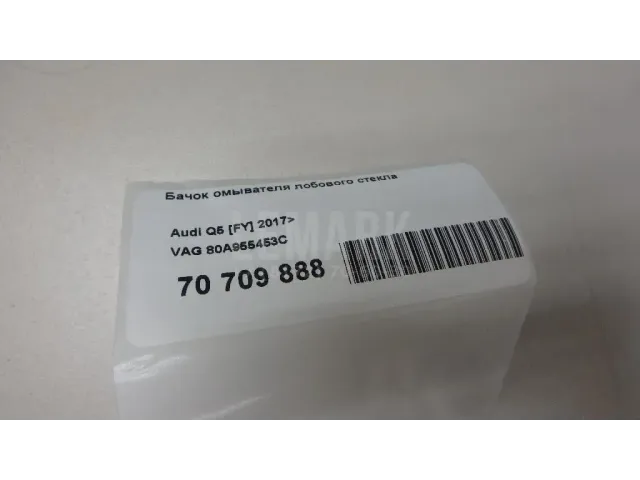 Бачок омывателя лобового стекла
Audi Q5 [FY] 2017>
VAG 80A955453C
70 709 888